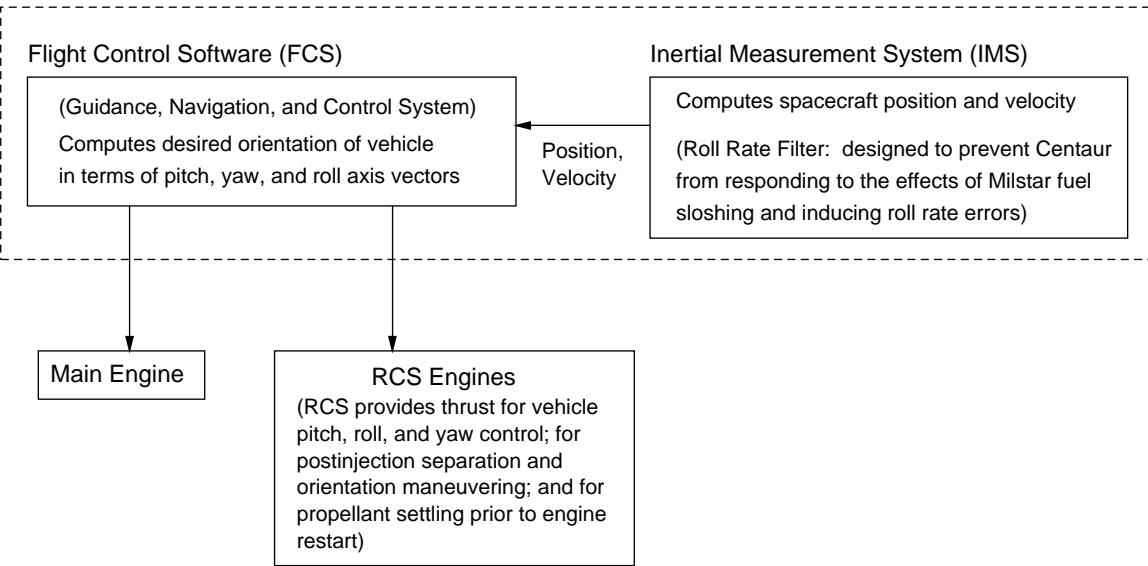 Flight Control Software (FCS)
(Guidance, Navigation, and Control System)
Computes desired orientation of vehicle
in terms of pitch, yaw, and roll axis vectors
Position,
Velocity
Inertial Measurement System (IMS)
Computes spacecraft position and velocity
(Roll Rate Filter: designed to prevent Centaur
from responding to the effects of Milstar fuel
sloshing and inducing roll rate errors)
Main Engine
RCS Engines
(RCS provides thrust for vehicle
pitch, roll, and yaw control; for
postinjection separation and
orientation maneuvering; and for
propellant settling prior to engine
restart)